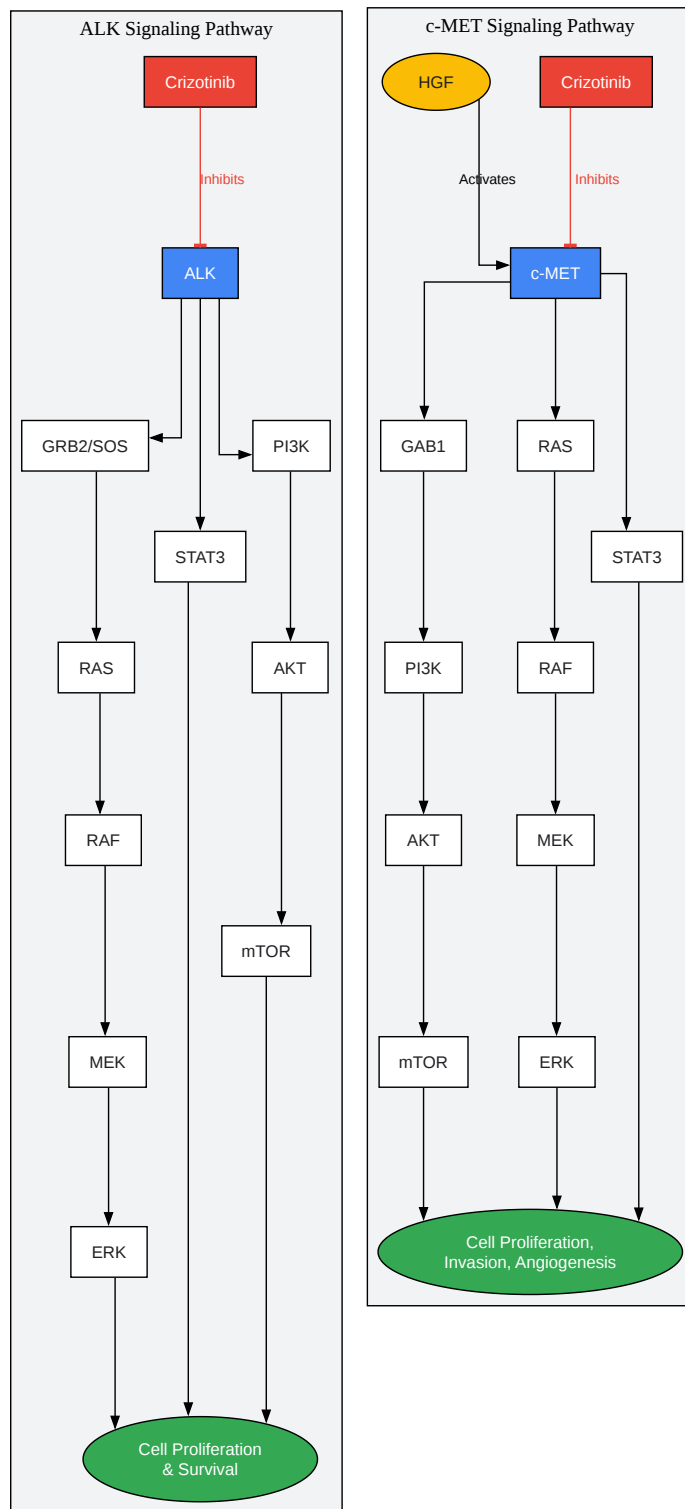 ALK Signaling Pathway
Crizotinib
Inhibits
ALK
GRB2/SOS
PI3K
STAT3
RAS
AKT
RAF
mTOR
MEK
ERK
Cell Proliferation
& Survival
c-MET Signaling Pathway
HGF
Crizotinib
Activates
Inhibits
c-MET
GAB1
RAS
STAT3
PI3K
RAF
AKT
MEK
mTOR
ERK
Cell Proliferation,
Invasion, Angiogenesis